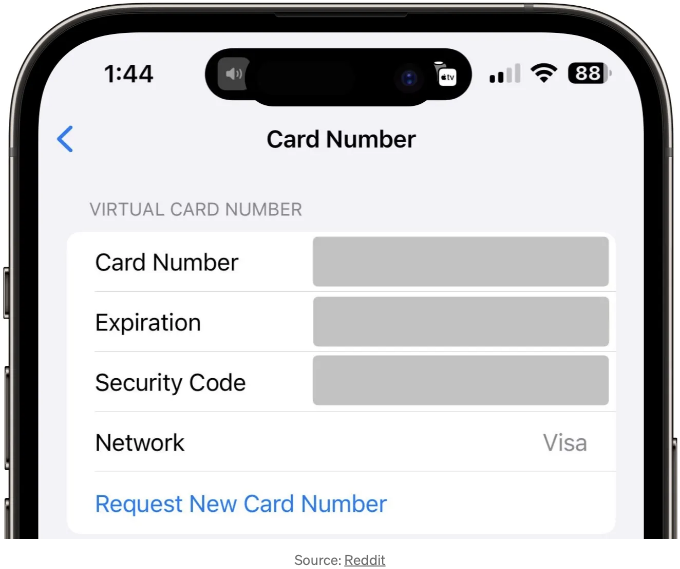 1:44
tv
88
Card Number
VIRTUAL CARD NUMBER
Card Number
Expiration
Security Code
Network Visa
Request New Card Number
Source: Reddit